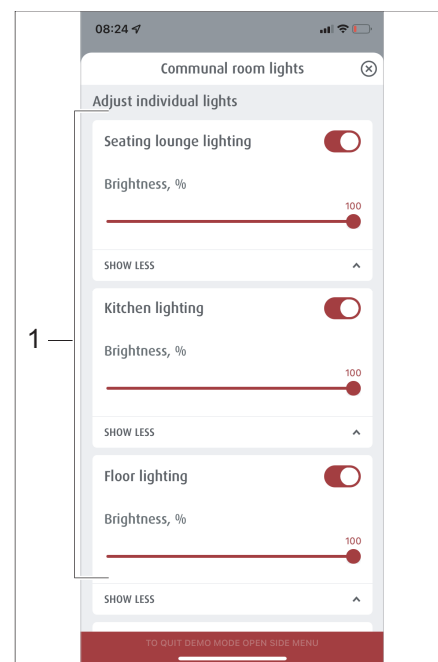 08:24
Communal room lights
Adjust individual lights
Seating lounge lighting
Brightness, %
100
SHOW LESS
Kitchen lighting
Brightness, %
100
SHOW LESS
1
Floor lighting
Brightness, %
100
SHOW LESS
TO QUIT DEMO MODE OPEN SIDE MENU